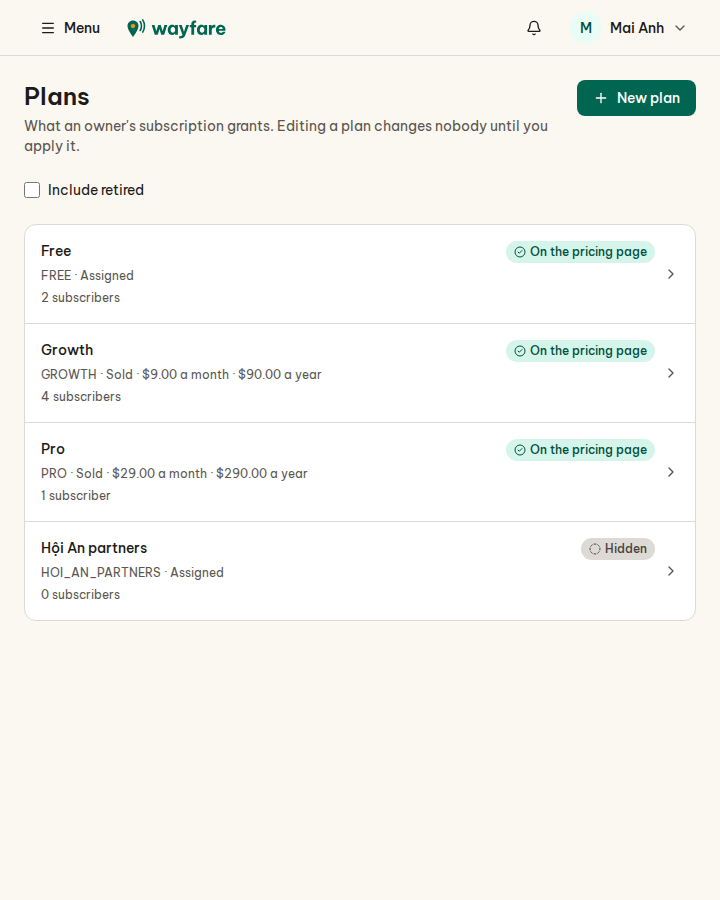 Menu
wayfare
M
Mai Anh
Plans
New plan
What an owner's subscription grants. Editing a plan changes nobody until you
apply it.
Include retired
Free
On the pricing page
FREE · Assigned
2 subscribers
Growth
On the pricing page
GROWTH · Sold · $9.00 a month · $90.00 a year
4 subscribers
Pro
On the pricing page
PRO · Sold · $29.00 a month · $290.00 a year
1 subscriber
Hội An partners
Hidden
HOI_AN_PARTNERS · Assigned
0 subscribers